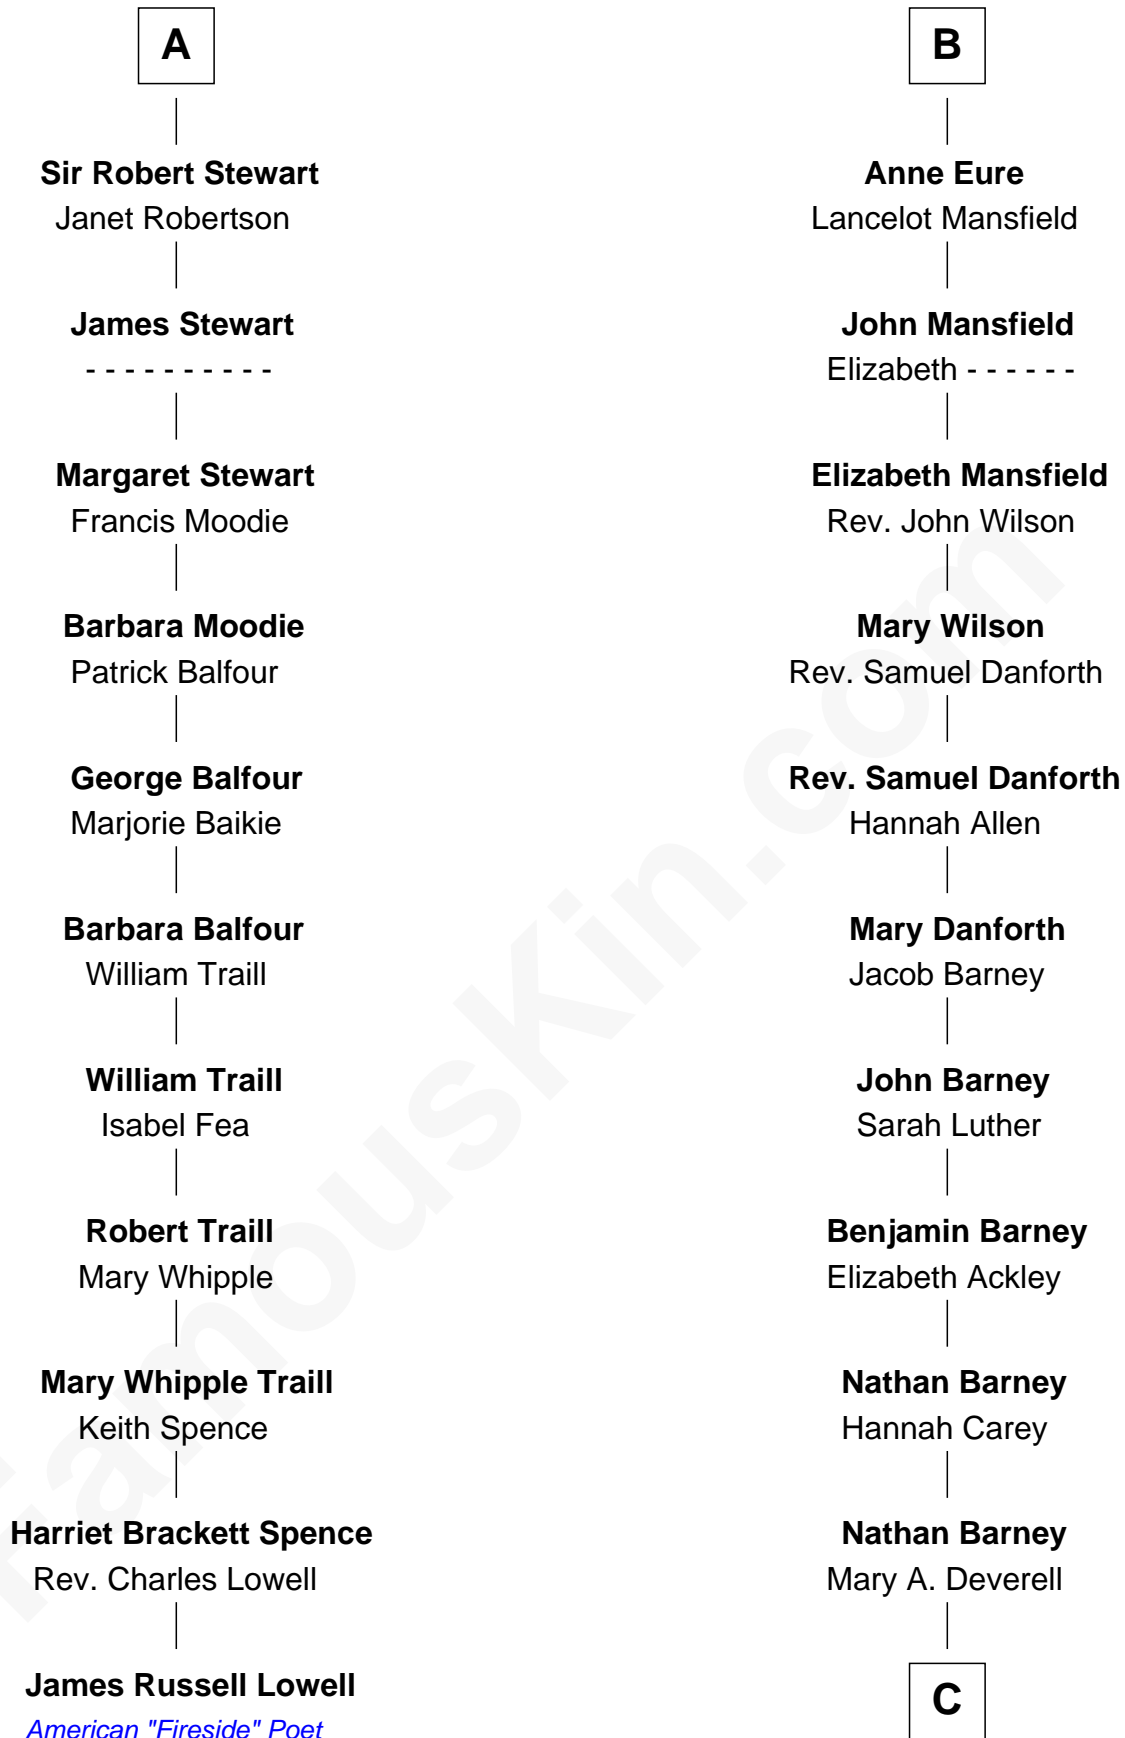 A
Sir Robert Stewart
Janet Robertson
James Stewart
- - - - - - - - - -
Margaret Stewart
Francis Moodie
Barbara Moodie
Patrick Balfour
George Balfour
Marjorie Baikie
Barbara Balfour
William Traill
William Traill
Isabel Fea
Robert Traill
Mary Whipple
Mary Whipple Traill
Keith Spence
Harriet Brackett Spence
Rev. Charles Lowell
James Russell Lowell
American "Fireside" Poet
B
Anne Eure
Lancelot Mansfield
John Mansfield
Elizabeth - - - - - -
Elizabeth Mansfield
Rev. John Wilson
Mary Wilson
Rev. Samuel Danforth
Rev. Samuel Danforth
Hannah Allen
Mary Danforth
Jacob Barney
John Barney
Sarah Luther
Benjamin Barney
Elizabeth Ackley
Nathan Barney
Hannah Carey
Nathan Barney
Mary A. Deverell
C
famouskin.com